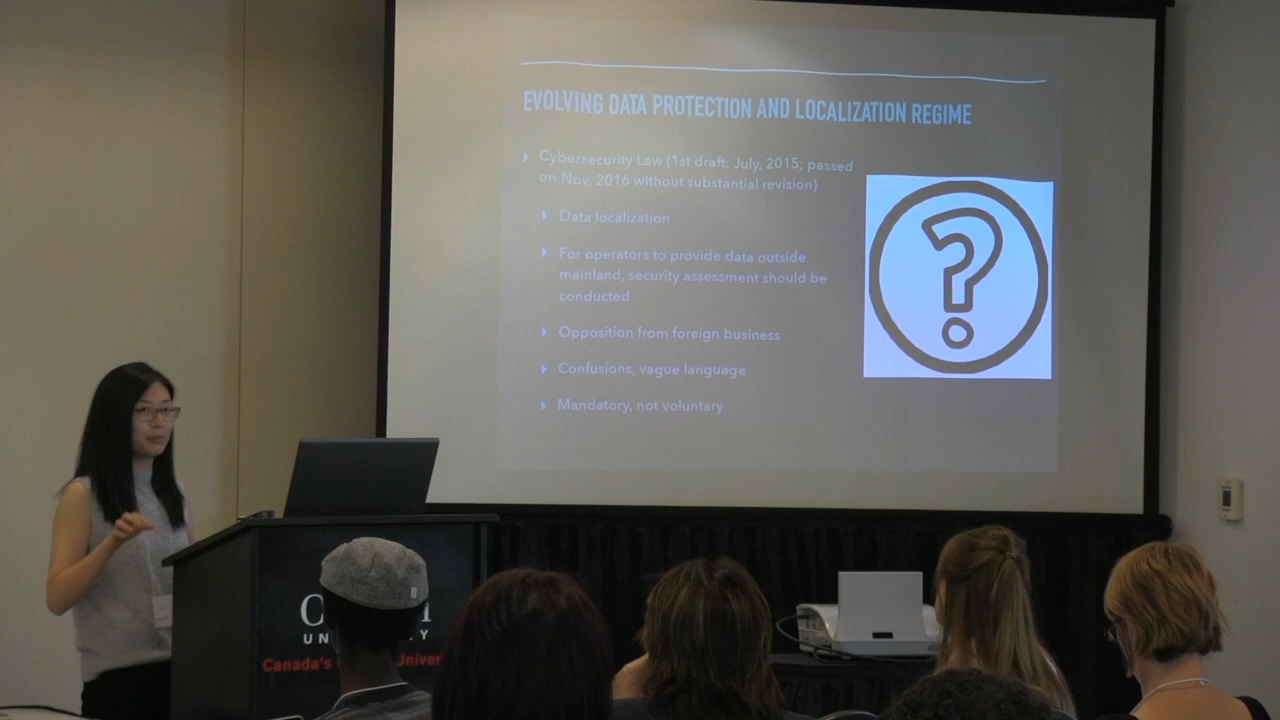 EVOLVING DATA PROTECTION AND LOCALIZATION REGIME
Cybersecurity Law (1st draft: July, 2015; passed
on Nov, 2016 without substantial revision)
Data localization
For operators to provide data outside
mainland, security assessment should be
conducted
Opposition from foreign business
Confusions, vague language
Mandatory, not voluntary
?
Canada's